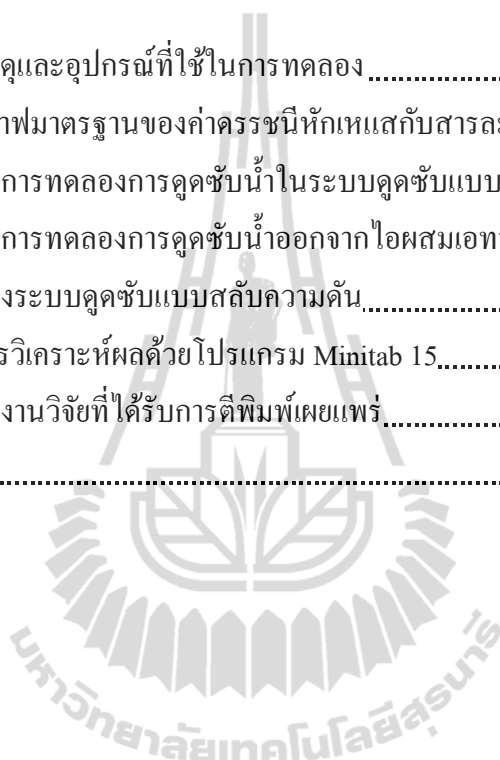 ดุและอุปกรณ์ที่ใช้ในการทดลอง
าฟมาตรฐานของค่าดรรชนีหักเหแสกับสารละ
การทดลองการดูดซับน้ำในระบบดูดซับแบบ
การทดลองการดูดซับน้ำออกจากไอผสมเอทา
งระบบดูดซับแบบสลับความดัน
รวิเคราะห์ผลด้วยโปรแกรม Minitab 15
งานวิจัยที่ได้รับการตีพิมพ์เผยแพร่
มหาวิทยาลัยเทคโนโลยีสุรนารี